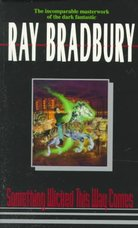 The incomparable masterwork
of the dark fantastic
RAY BRADBURY
Something Wicked This Way Comes